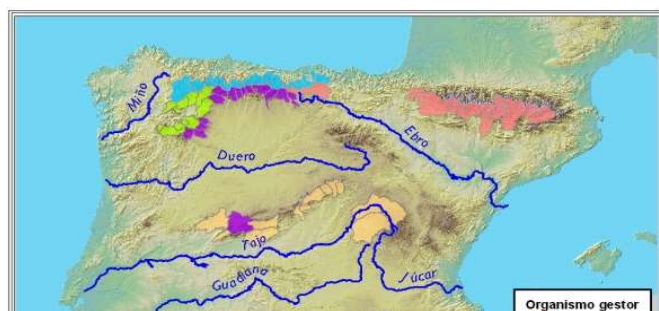 Miño
Ebro
Duero
Tajo
Guadiana
Júcar
Organismo gestor